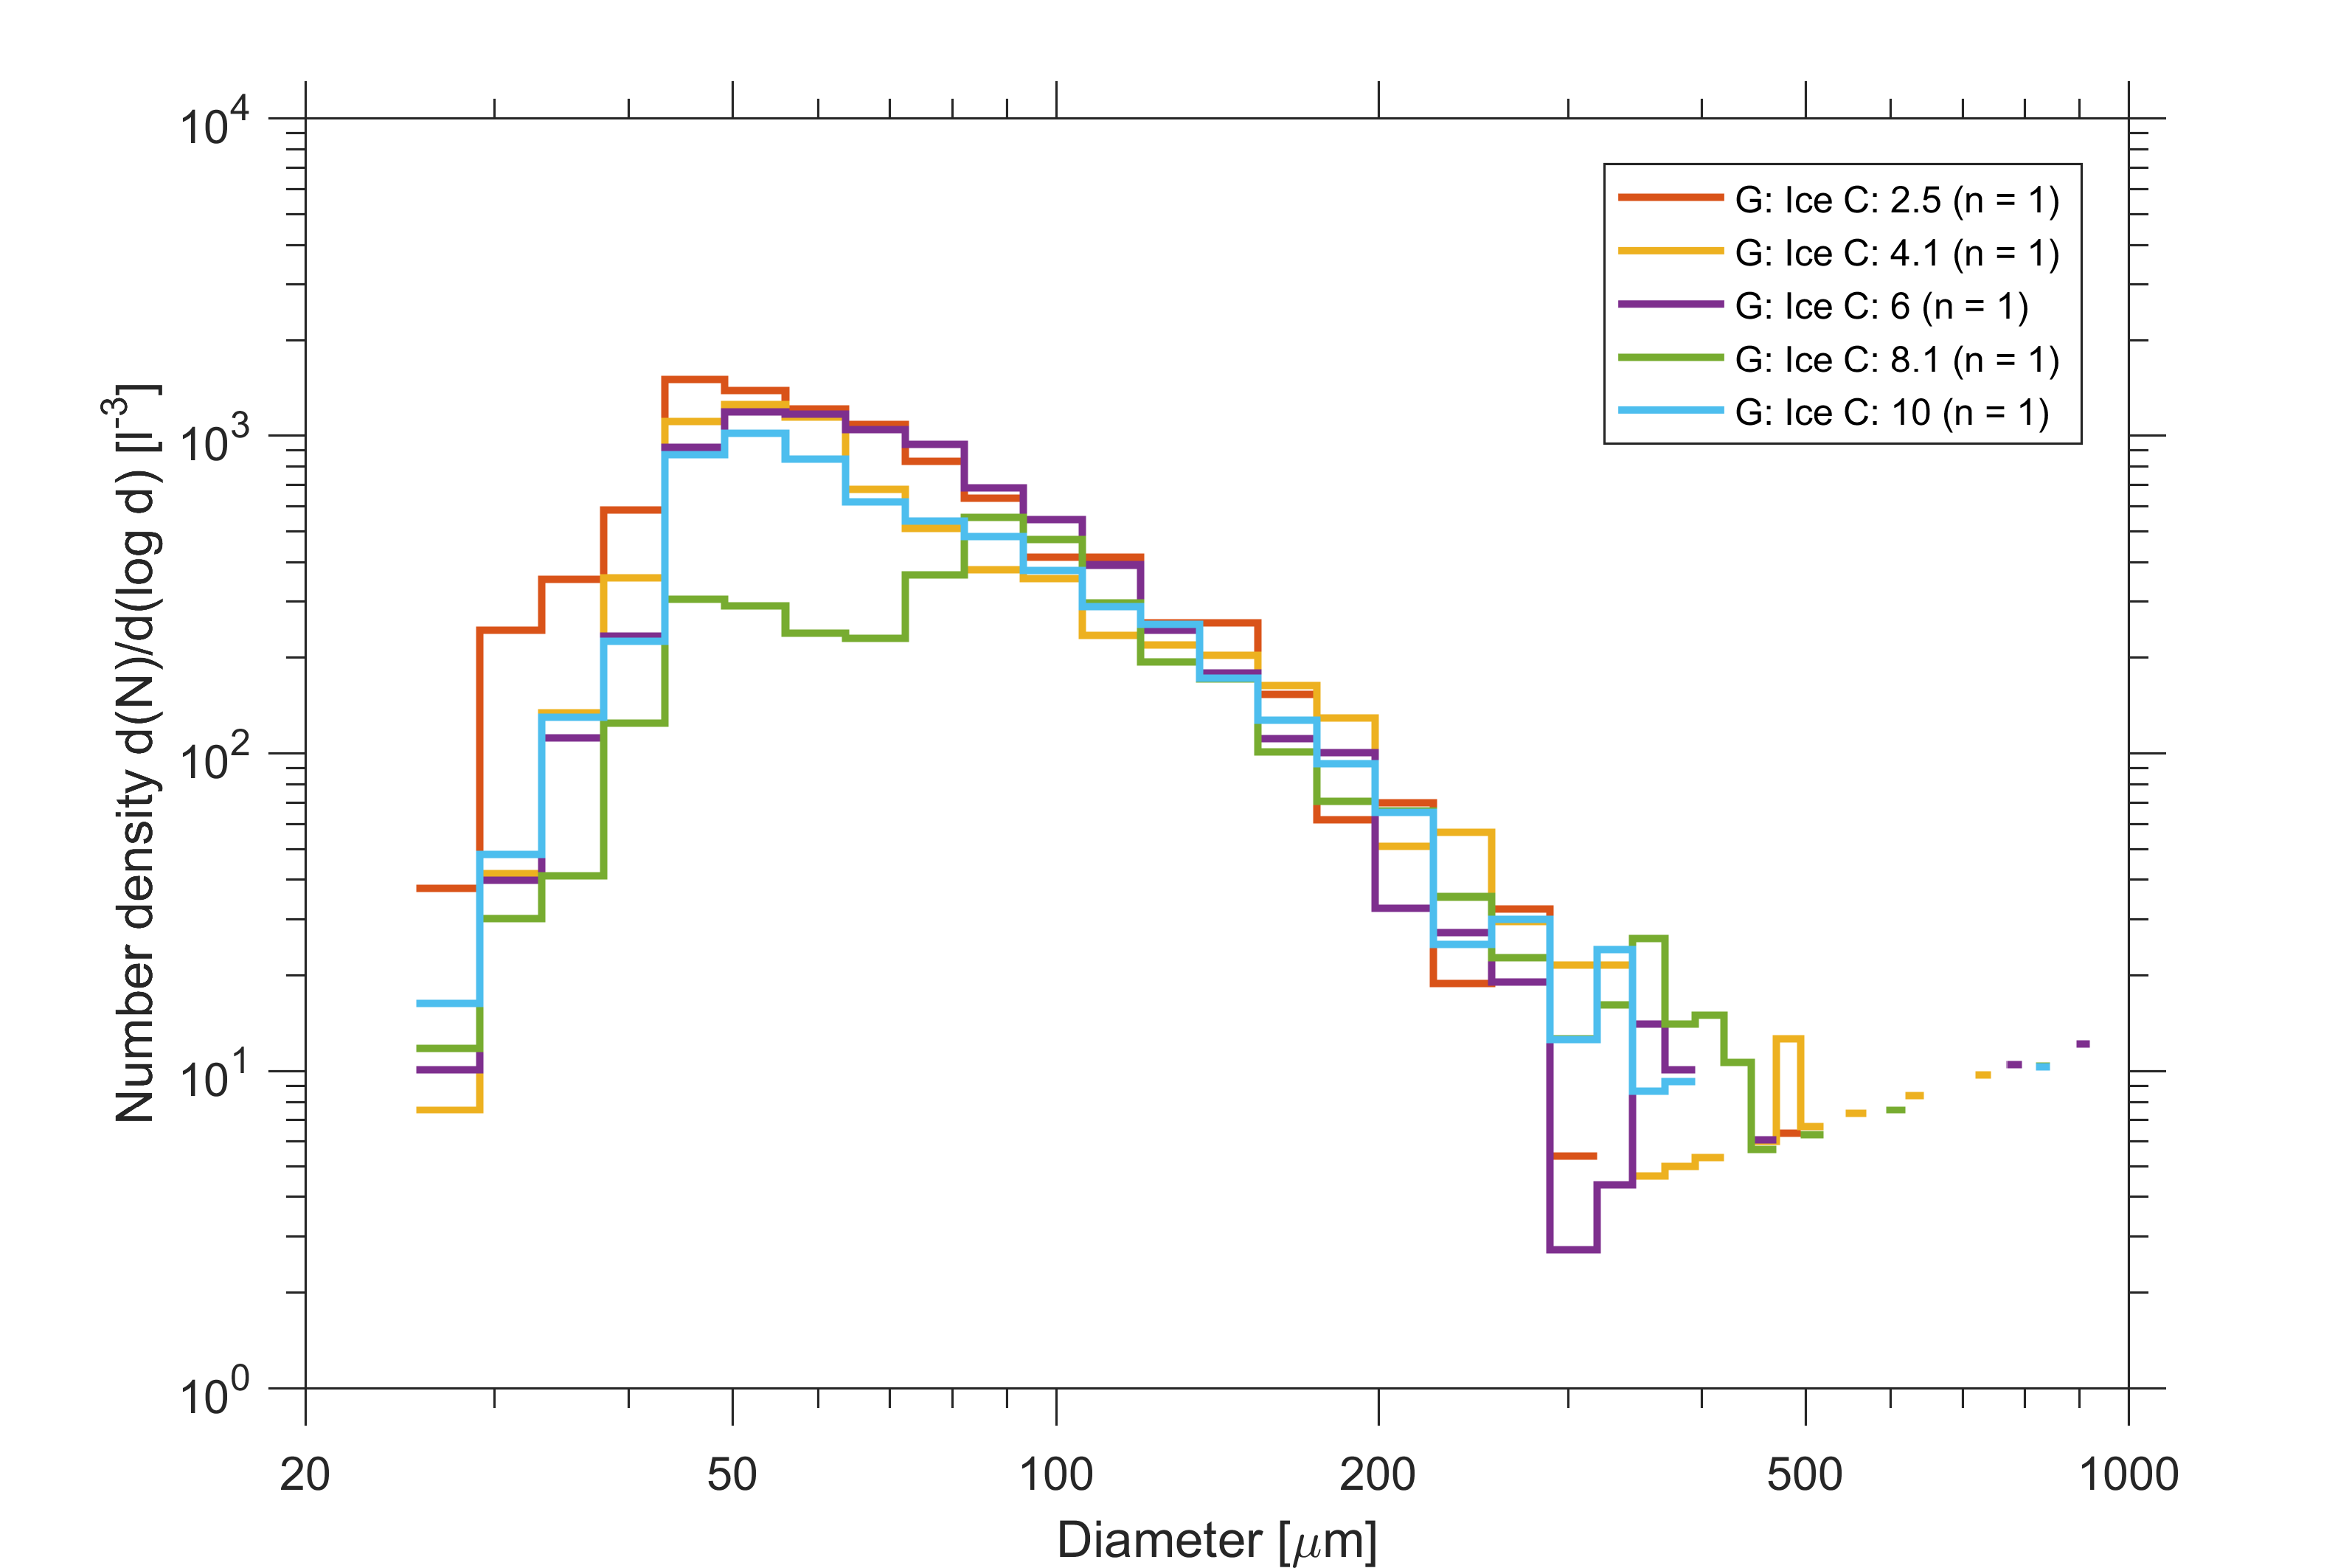 10^4
10^3
10^2
10^1
10^0
Number density d(N)/d(log d) [l^-3]
G: Ice C: 2.5 (n = 1)
G: Ice C: 4.1 (n = 1)
G: Ice C: 6 (n = 1)
G: Ice C: 8.1 (n = 1)
G: Ice C: 10 (n = 1)
20 50 100 200 500 1000
Diameter [μm]